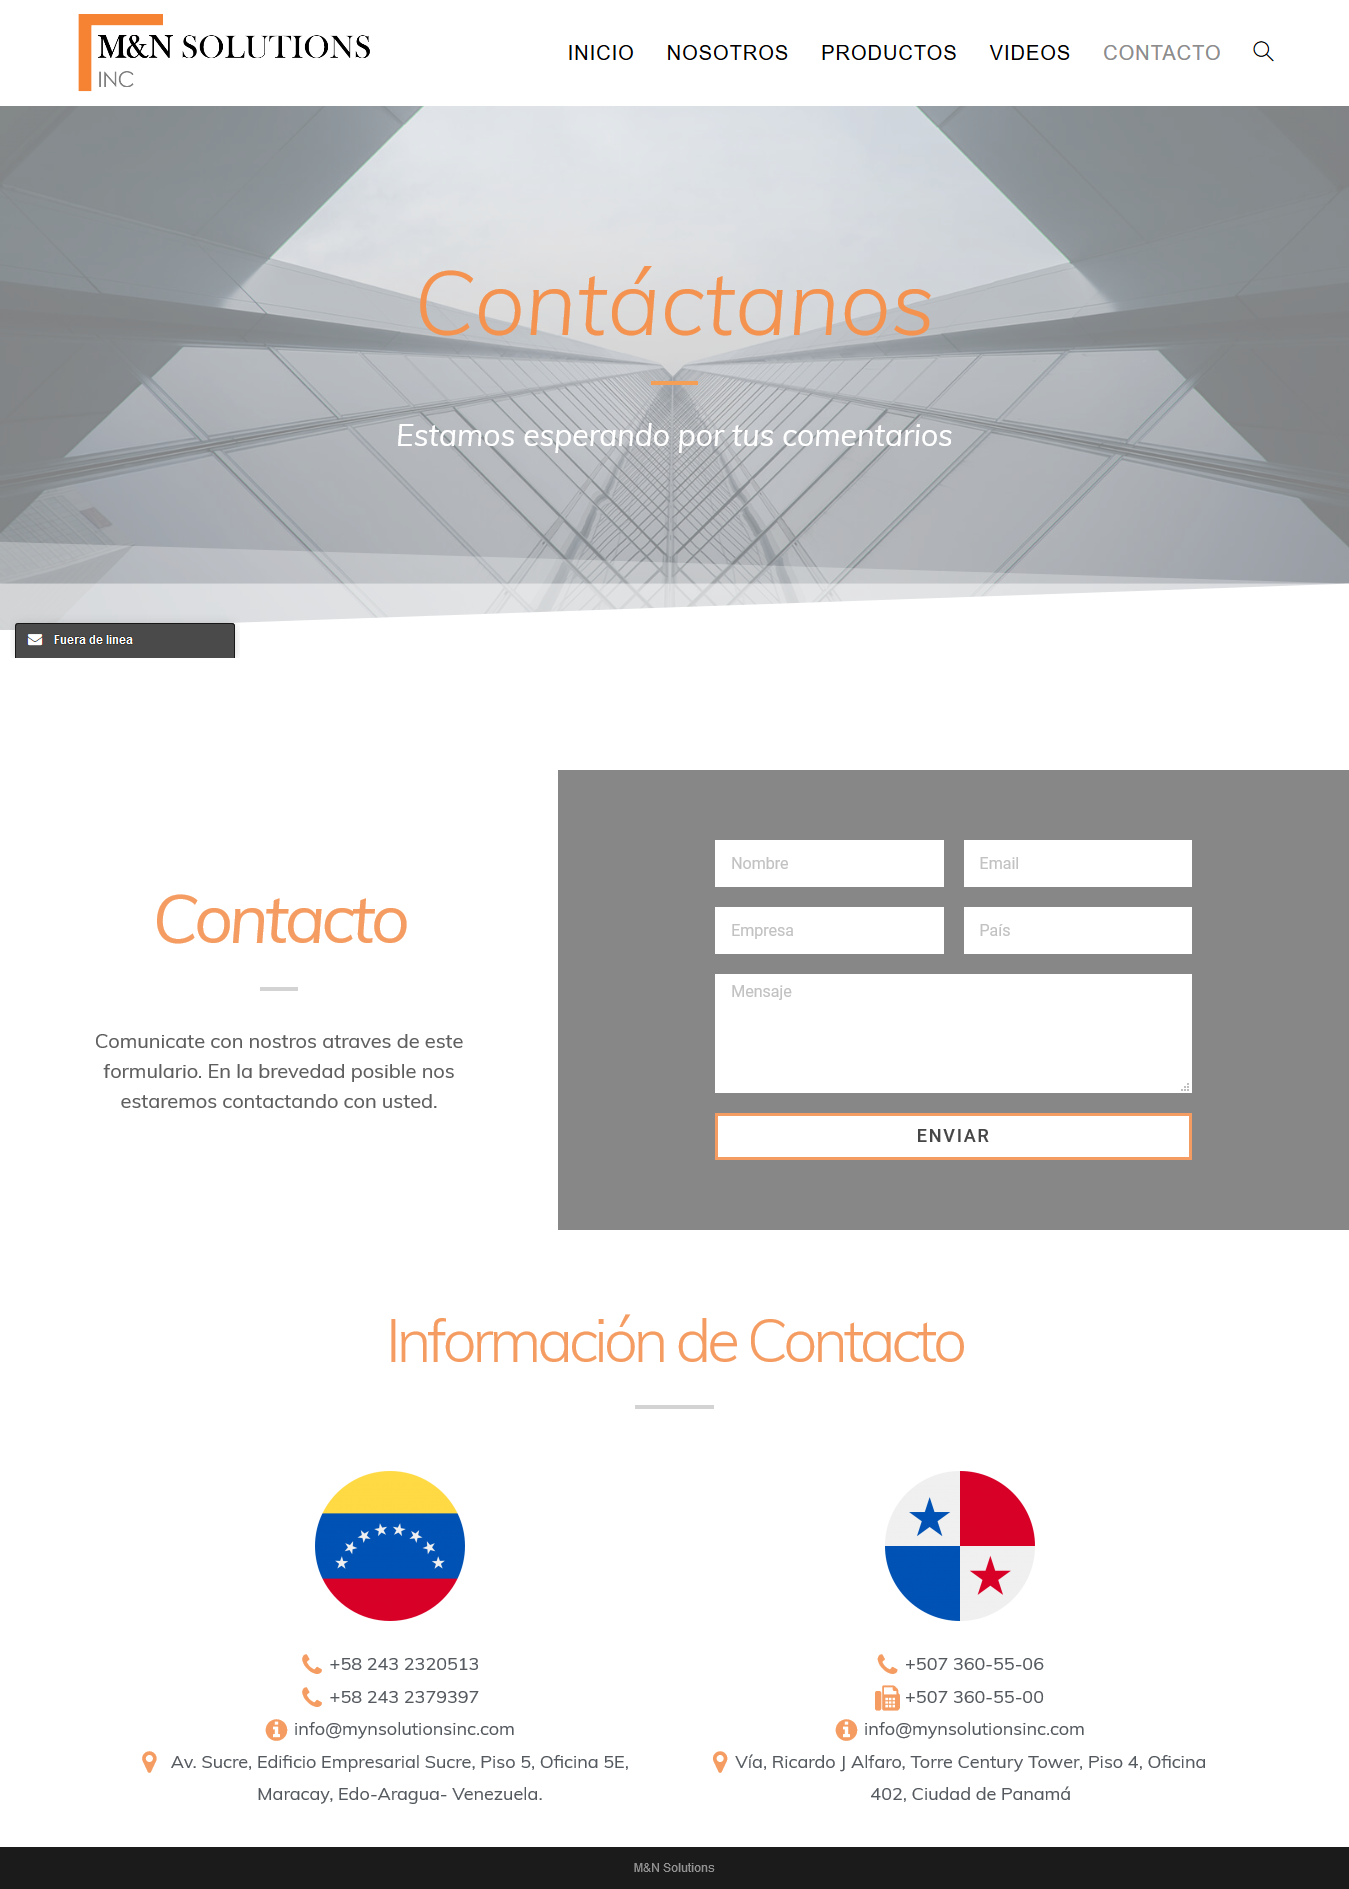 M&N SOLUTIONS
INC
INICIO NOSOTROS PRODUCTOS VIDEOS CONTACTO
Contáctanos
Estamos esperando por tus comentarios
Fuera de linea
Contacto
Comunicate con nostros atraves de este
formulario. En la brevedad posible nos
estaremos contactando con usted.
Nombre Email
Empresa País
Mensaje
ENVIAR
Información de Contacto
+58 243 2320513
+58 243 2379397
info@mynsolutionsinc.com
Av. Sucre, Edificio Empresarial Sucre, Piso 5, Oficina 5E,
Maracay, Edo-Aragua- Venezuela.
+507 360-55-06
+507 360-55-00
info@mynsolutionsinc.com
Vía, Ricardo J Alfaro, Torre Century Tower, Piso 4, Oficina
402, Ciudad de Panamá
M&N Solutions